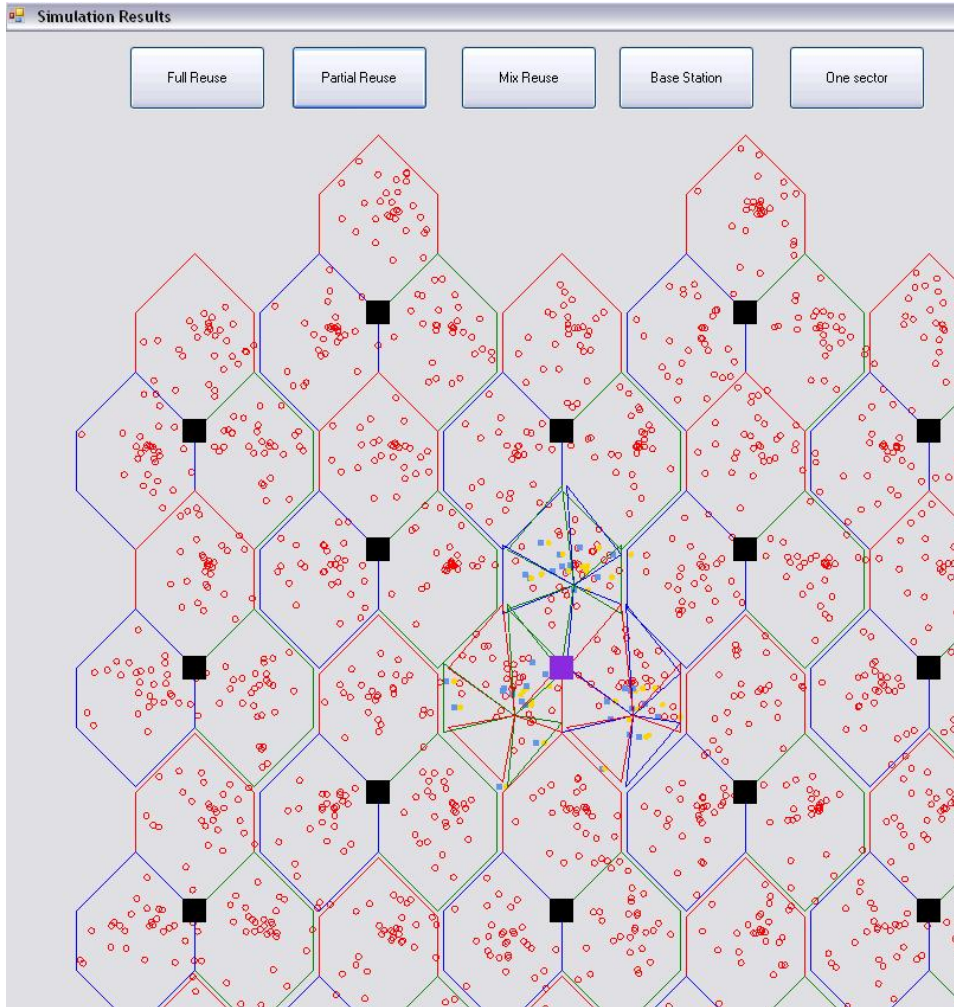 Simulation Results
Full Reuse Partial Reuse Mix Reuse Base Station One sector